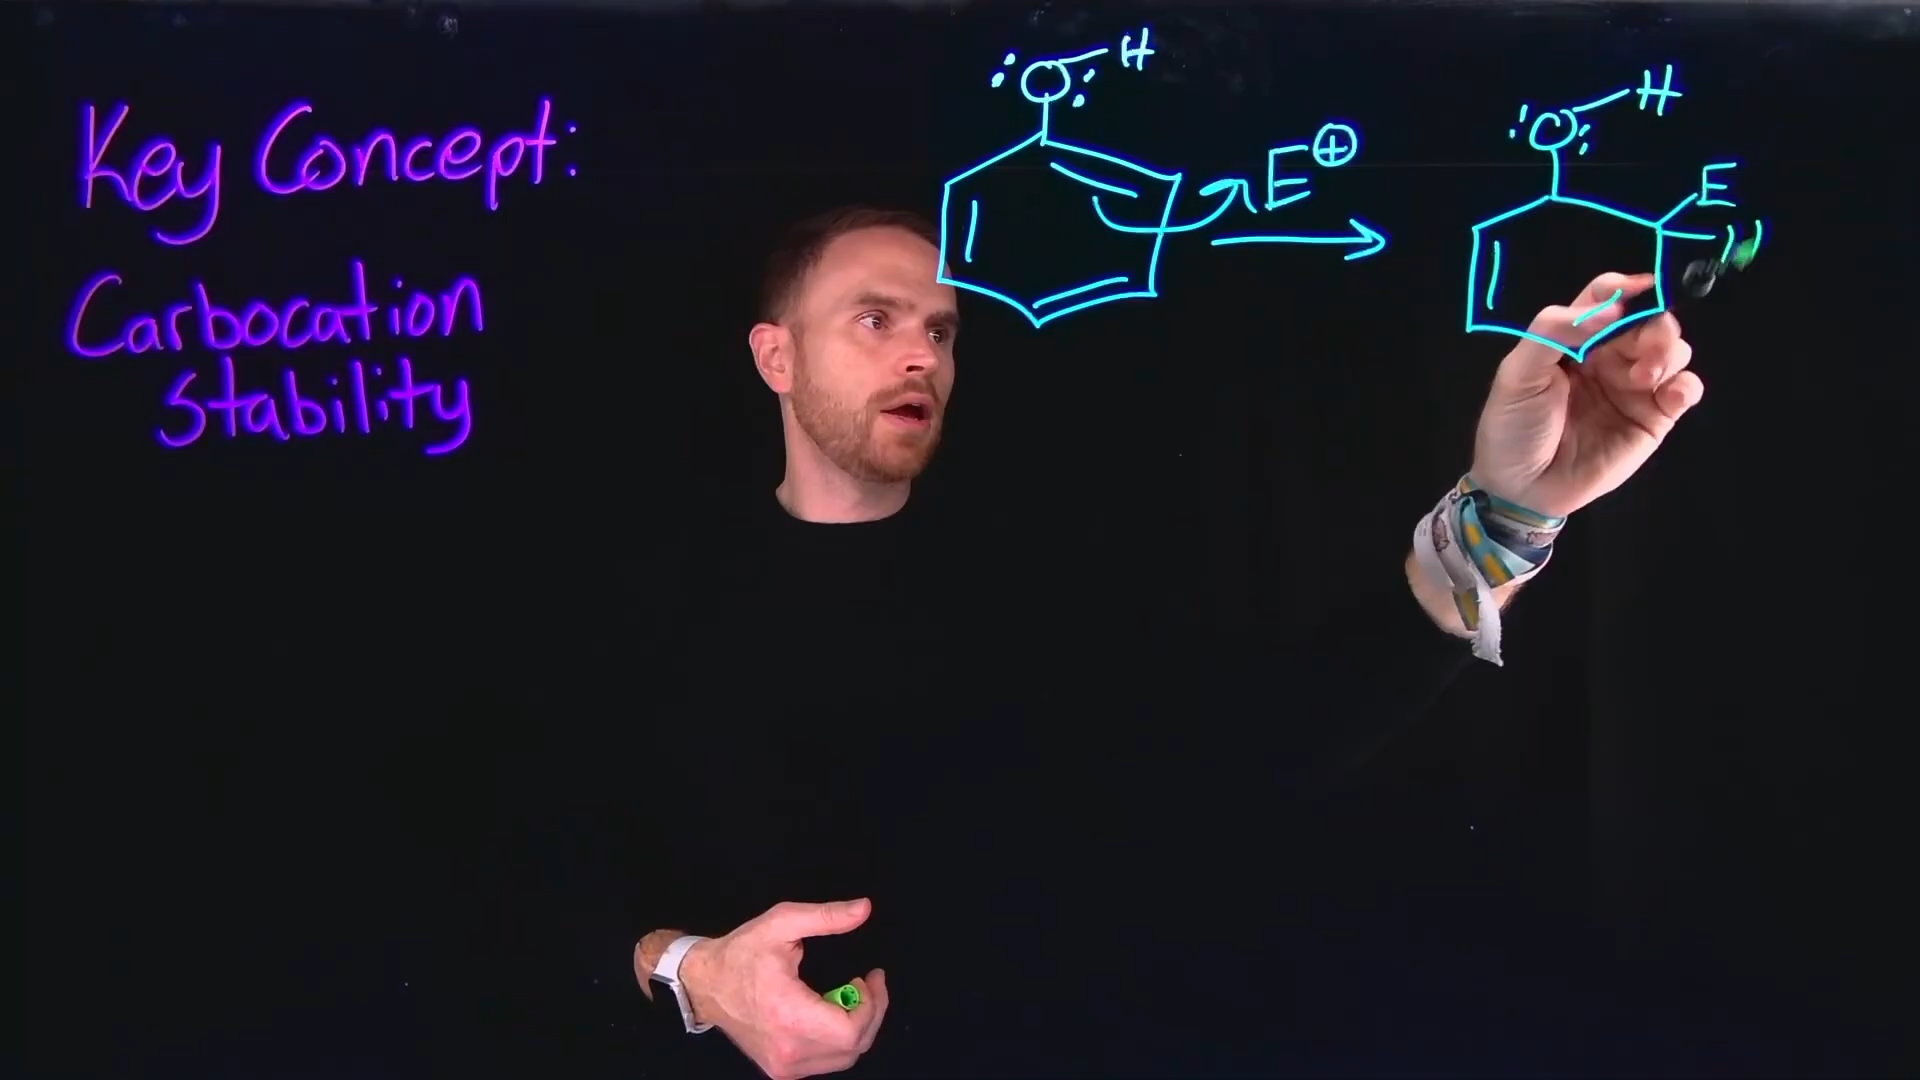 Key Concept:
Carbocation
Stability
:O:-H
E⊕
:O:-H
E